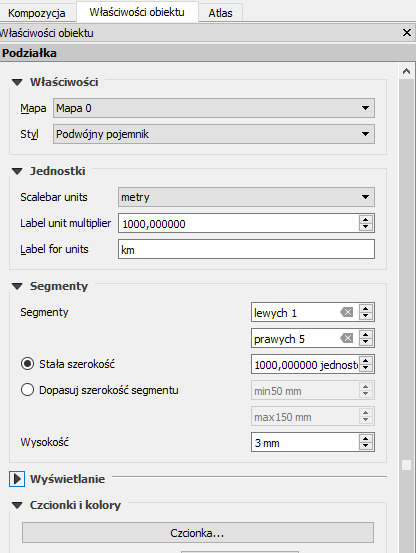 Kompozycja Właściwości obiektu Atlas
Właściwości obiektu
Podziałka
Właściwości
Mapa Mapa 0
Styl Podwójny pojemnik
Jednostki
Scalebar units metry
Label unit multiplier 1000,000000
Label for units km
Segmenty
Segmenty lewych 1
prawych 5
Stała szerokość 1000,000000 jednoste
Dopasuj szerokość segmentu min50 mm
max150 mm
Wysokość 3 mm
Wyświetlanie
Czcionki i kolory
Czcionka...